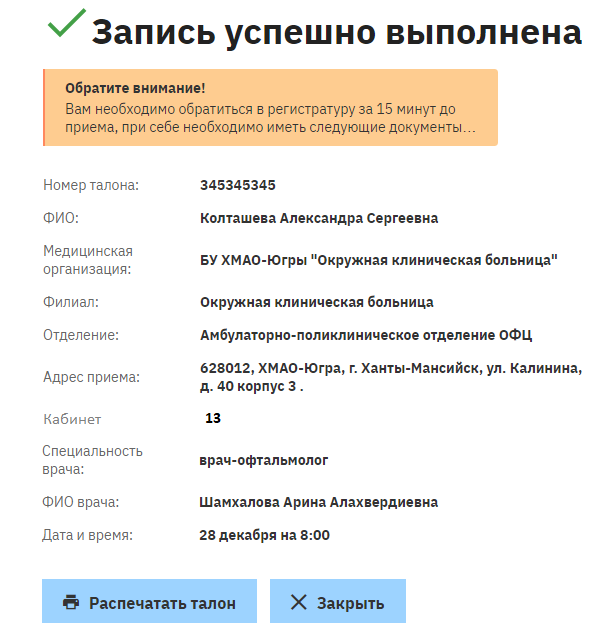 Запись успешно выполнена
Обратите внимание!
Вам необходимо обратиться в регистратуру за 15 минут до
приема, при себе необходимо иметь следующие документы...
Номер талона: 345345345
ФИО: Колташева Александра Сергеевна
Медицинская
организация: БУ ХМАО-Югры "Окружная клиническая больница"
Филиал: Окружная клиническая больница
Отделение: Амбулаторно-поликлиническое отделение ОФЦ
Адрес приема: 628012, ХМАО-Югра, г. Ханты-Мансийск, ул. Калинина,
д. 40 корпус 3 .
Кабинет 13
Специальность
врача: врач-офтальмолог
ФИО врача: Шамхалова Арина Алахвердиевна
Дата и время: 28 декабря на 8:00
Распечатать талон Закрыть